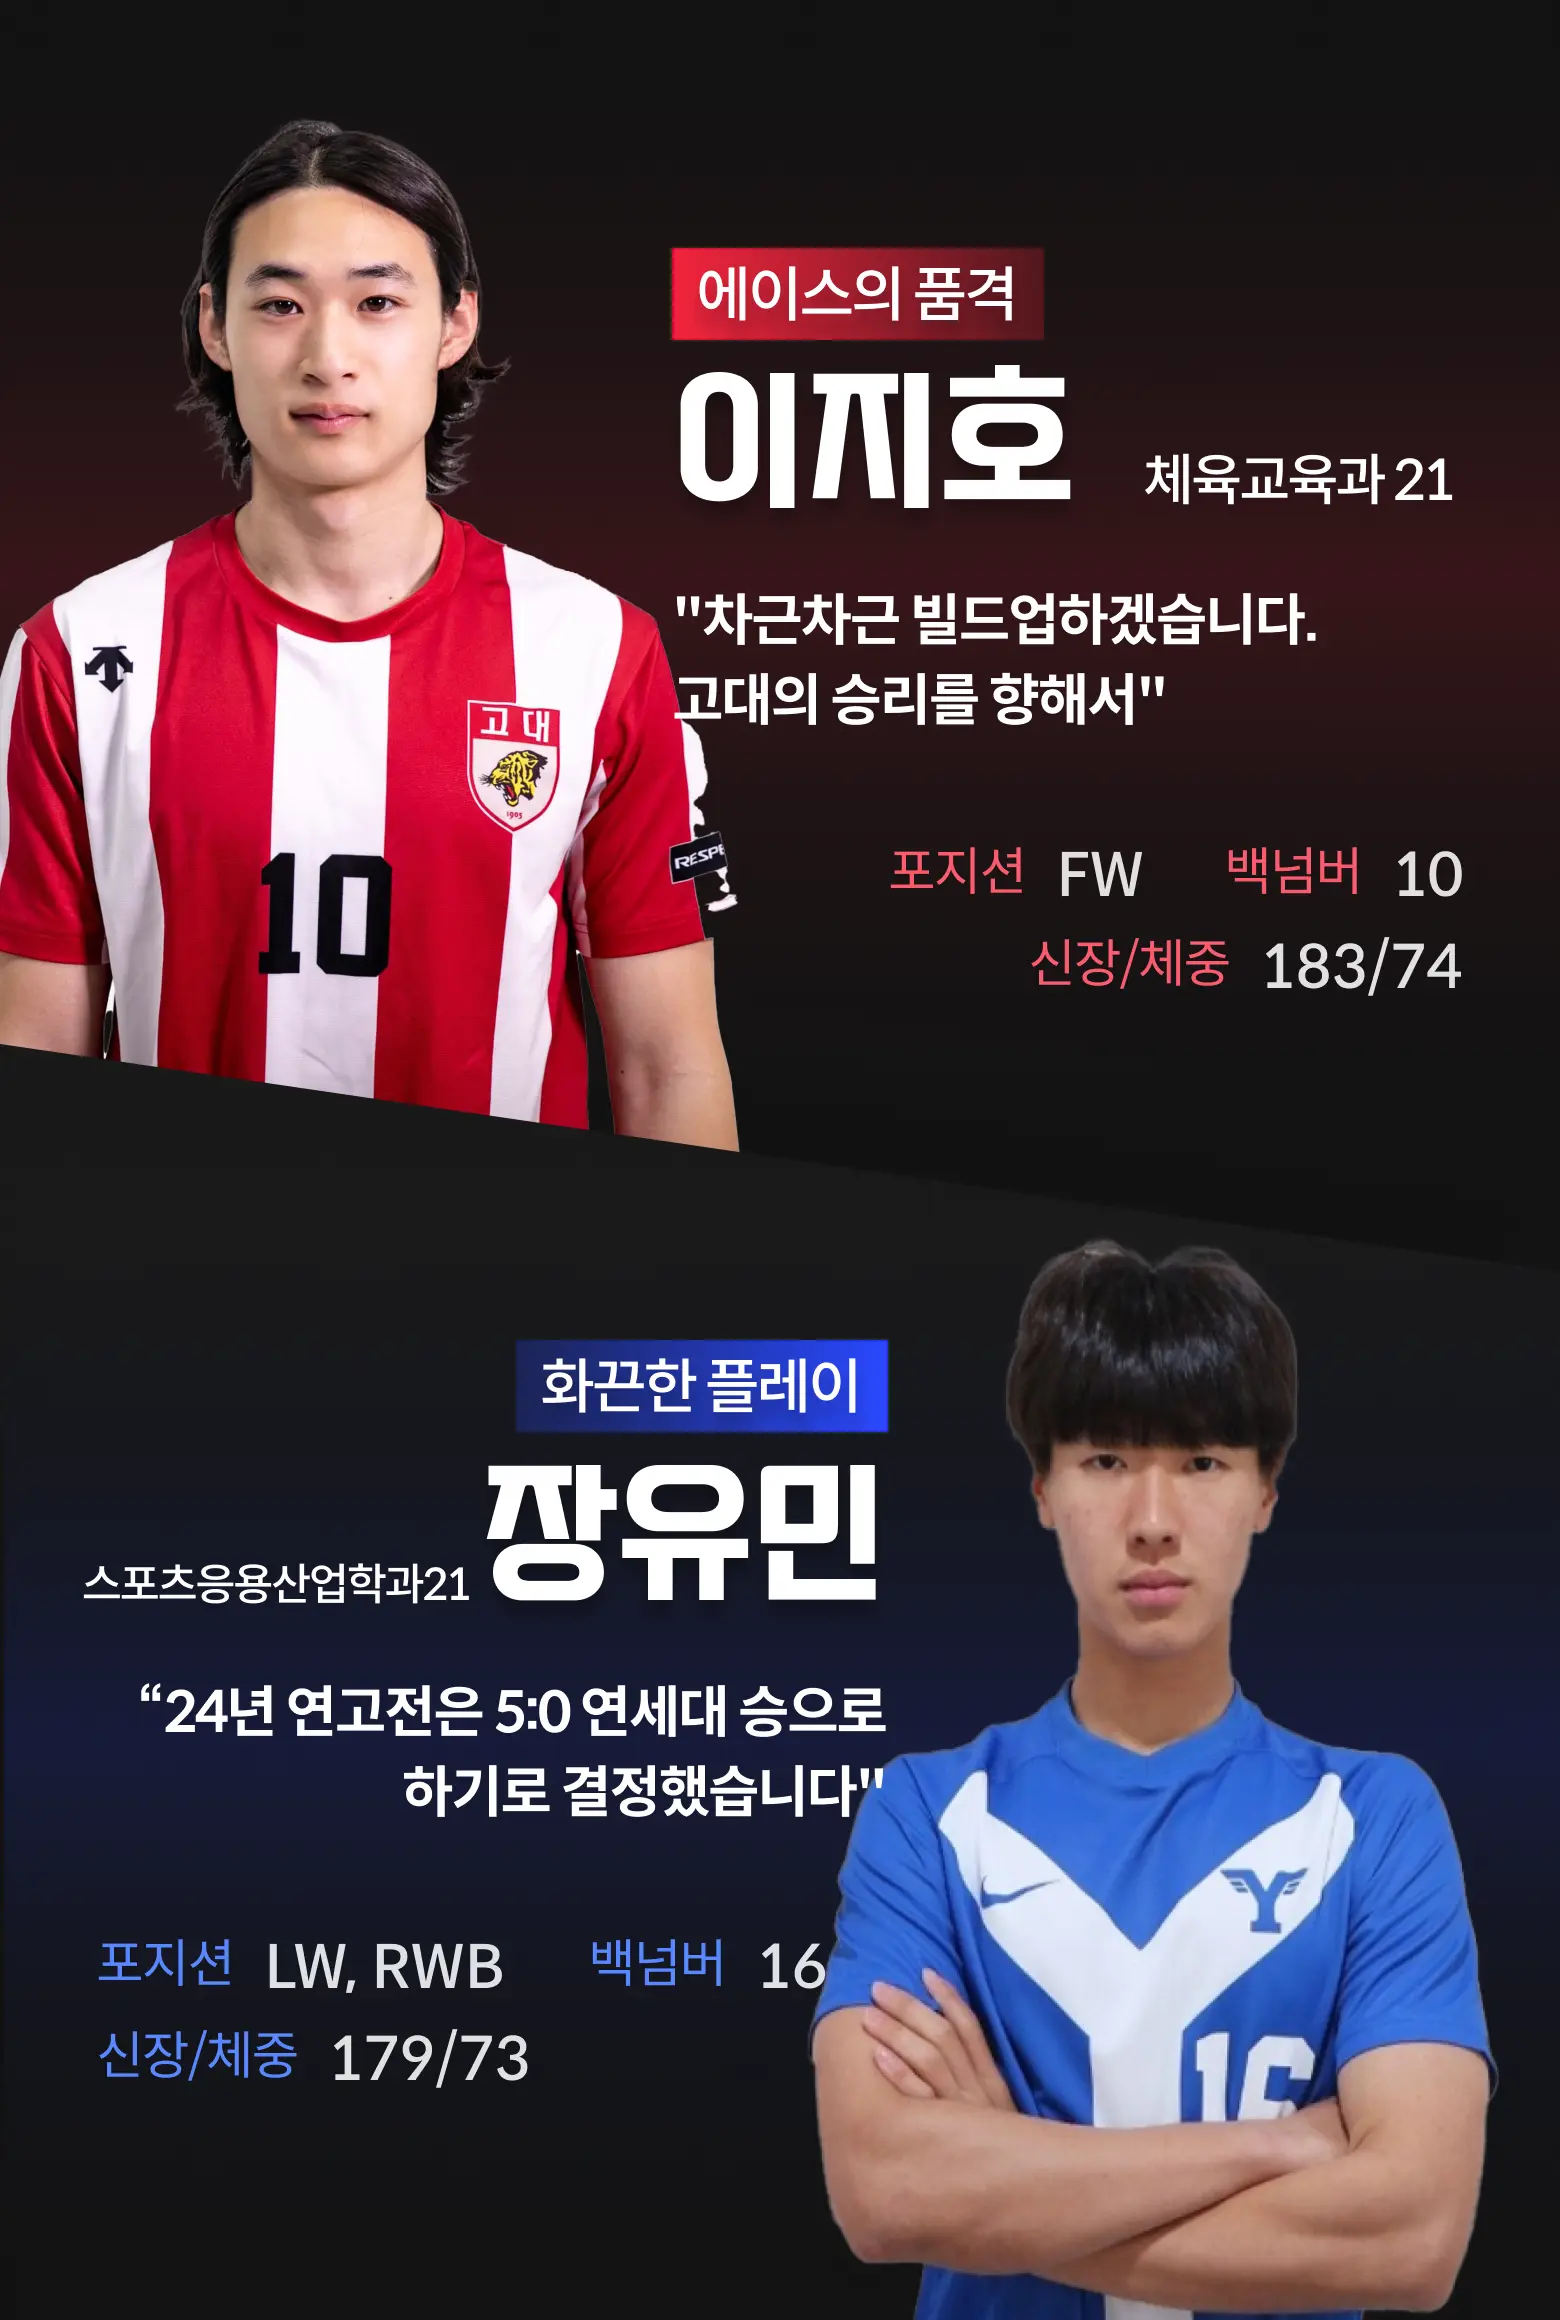 에이스의 품격
이지호 체육교육과 21
"차근차근 빌드업하겠습니다.
고대의 승리를 향해서"
고대
1905
RESPE
10
포지션 FW 백넘버 10
신장/체중 183/74
화끈한 플레이
스포츠응용산업학과21 장유민
“24년 연고전은 5:0 연세대 승으로
하기로 결정했습니다"
Y
포지션 LW, RWB 백넘버 16
신장/체중 179/73
16